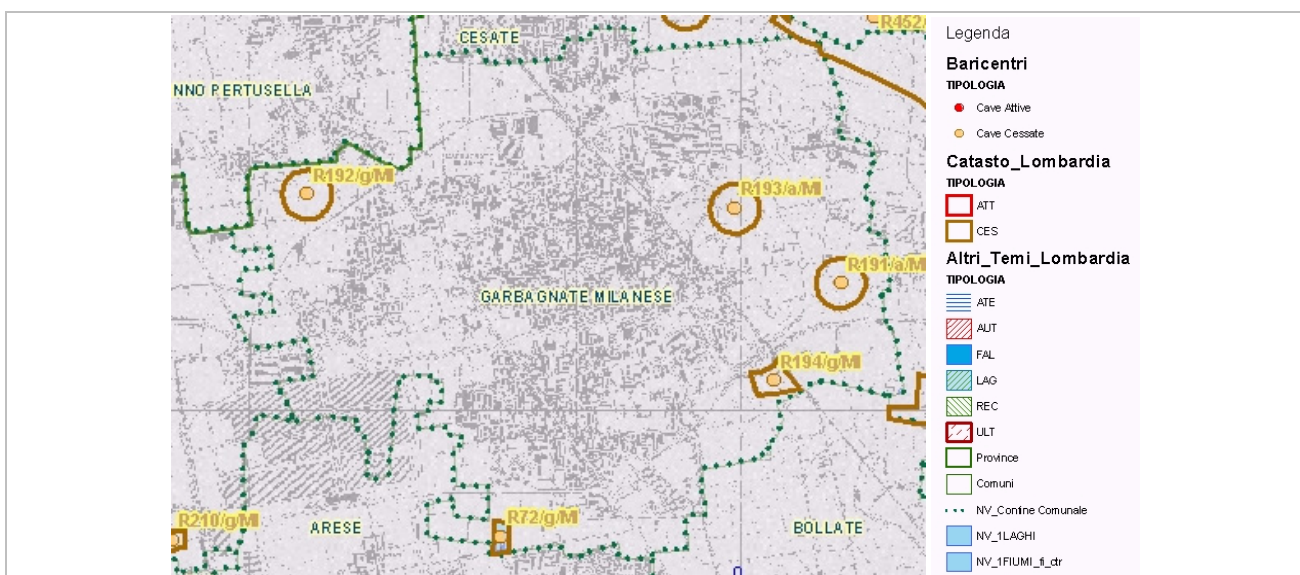 CESATE
R452/
NNO PERTUSELLA
R192/g/MI
R193/a/MI
R191/a/MI
GARBAGNATE MILANESE
R194/g/MI
R210/g/MI
ARESE
R72/g/MI
BOLLATE
Legenda
Baricentri
TIPOLOGIA
Cave Attive
Cave Cessate
Catasto_Lombardia
TIPOLOGIA
ATT
CES
Altri_Temi_Lombardia
TIPOLOGIA
ATE
AUT
FAL
LAG
REC
ULT
Province
Comuni
NV_Confine Comunale
NV_1LAGHI
NV_1FIUMI_fi_ctr